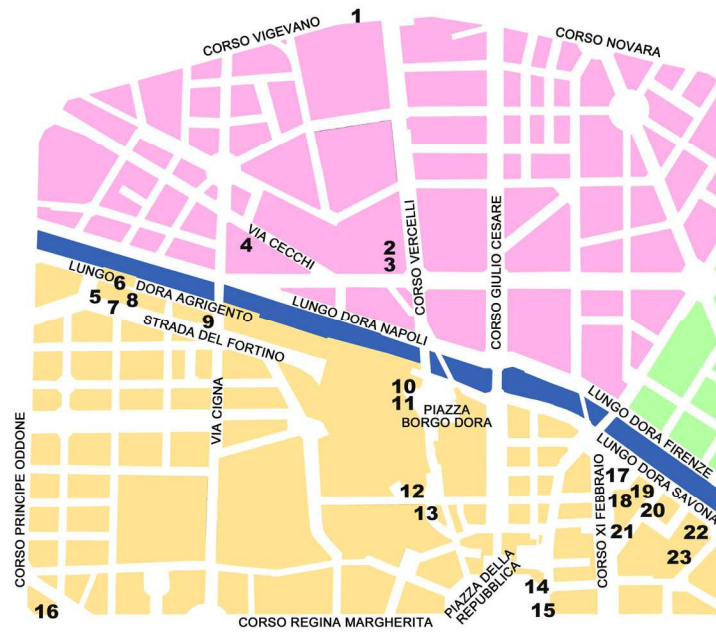 1
CORSO VIGEVANO
CORSO NOVARA
CORSO VERCELLI
CORSO GIULIO CESARE
4
VIA CECCHI
2
3
LUNGO DORA AGRIGENTO
5
6
7
8
9
STRADA DEL FORTINO
LUNGO DORA NAPOLI
VIA CIGNA
10
11
PIAZZA
BORGO DORA
LUNGO DORA FIRENZE
LUNGO DORA SAVONA
CORSO PRINCIPE ODDONE
CORSO XI FEBBRAIO
12
13
17
18
19
20
21
22
23
PIAZZA DELLA
REPUBBLICA
14
15
16
CORSO REGINA MARGHERITA